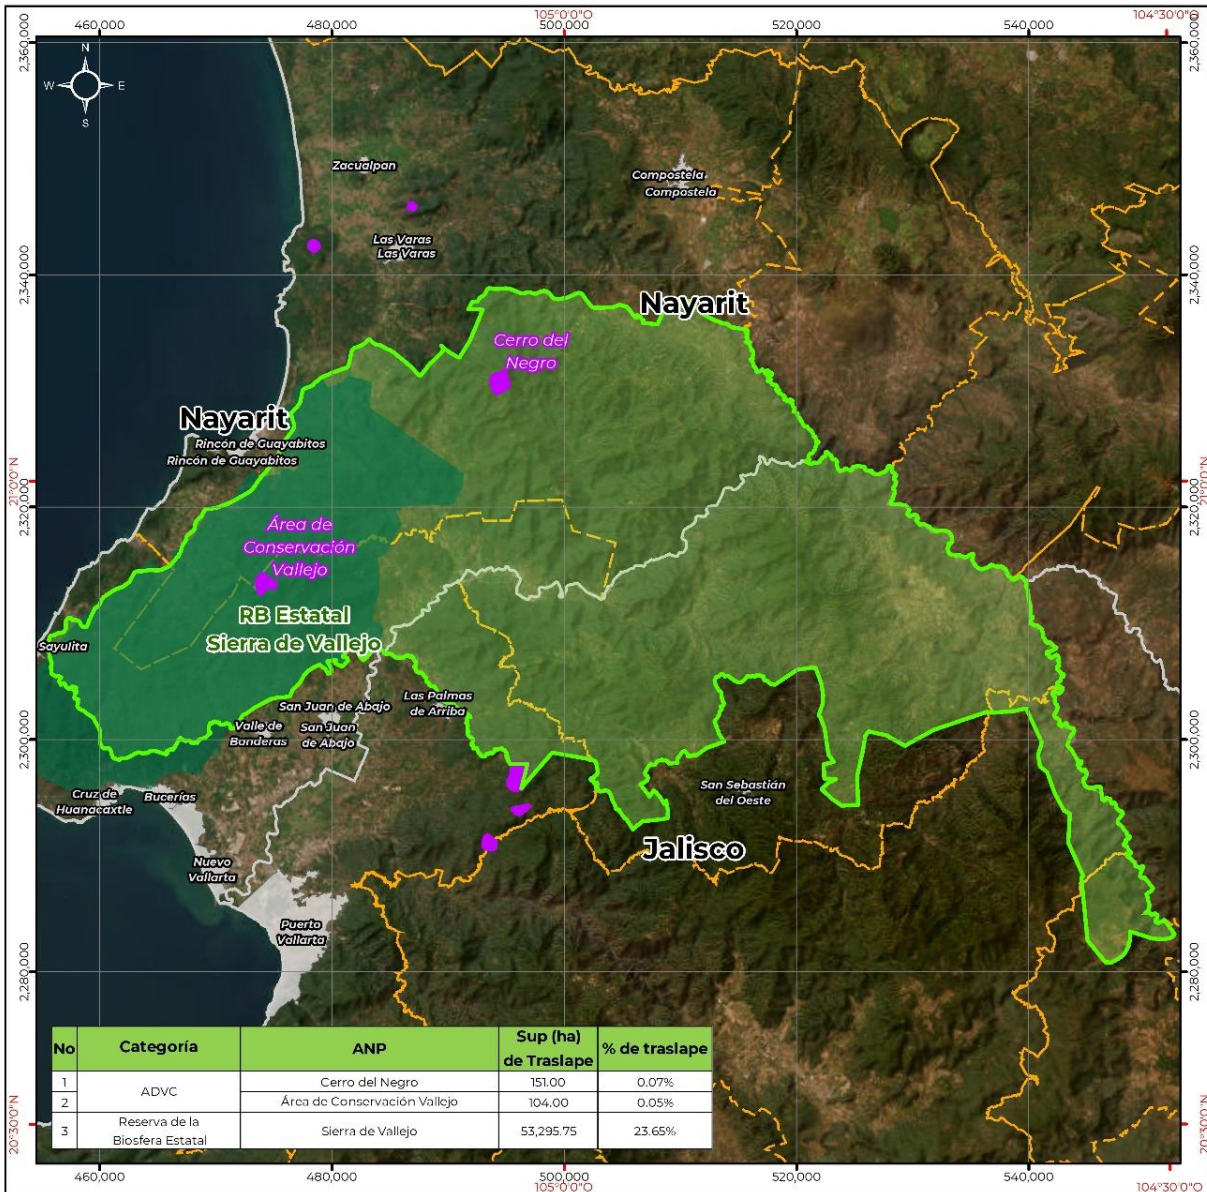 460,000
480,000
105°0'0"O
500,000
520,000
540,000
104°30'0"O
2,360,000
2,360,000
N
W
E
S
Zacualpan
Compostela
Compostela
Las Varas
Las Varas
2,340,000
2,340,000
Nayarit
Cerro del
Negro
Nayarit
Rincón de Guayabitos
Rincón de Guayabitos
21°0'0"N
21°0'0"N
2,320,000
2,320,000
Área de
Conservación
Vallejo
RB Estatal
Sierra de Vallejo
Sayulita
Las Palmas
de Arriba
San Juan de Abajo
San Juan
de Abajo
Valle de
Banderas
2,300,000
2,300,000
San Sebastián
del Oeste
Cruz de
Huanacaxtle
Bucerías
Jalisco
Nuevo
Vallarta
Puerto
Vallarta
2,280,000
2,280,000
No Categoría ANP Sup (ha) de Traslape % de traslape
1 ADVC Cerro del Negro 151.00 0.07%
2 Área de Conservación Vallejo 104.00 0.05%
3 Reserva de la Biosfera Estatal Sierra de Vallejo 53,295.75 23.65%
20°30'0"N
20°30'0"N
460,000
480,000
500,000
105°0'0"O
520,000
540,000
104°30'0"O